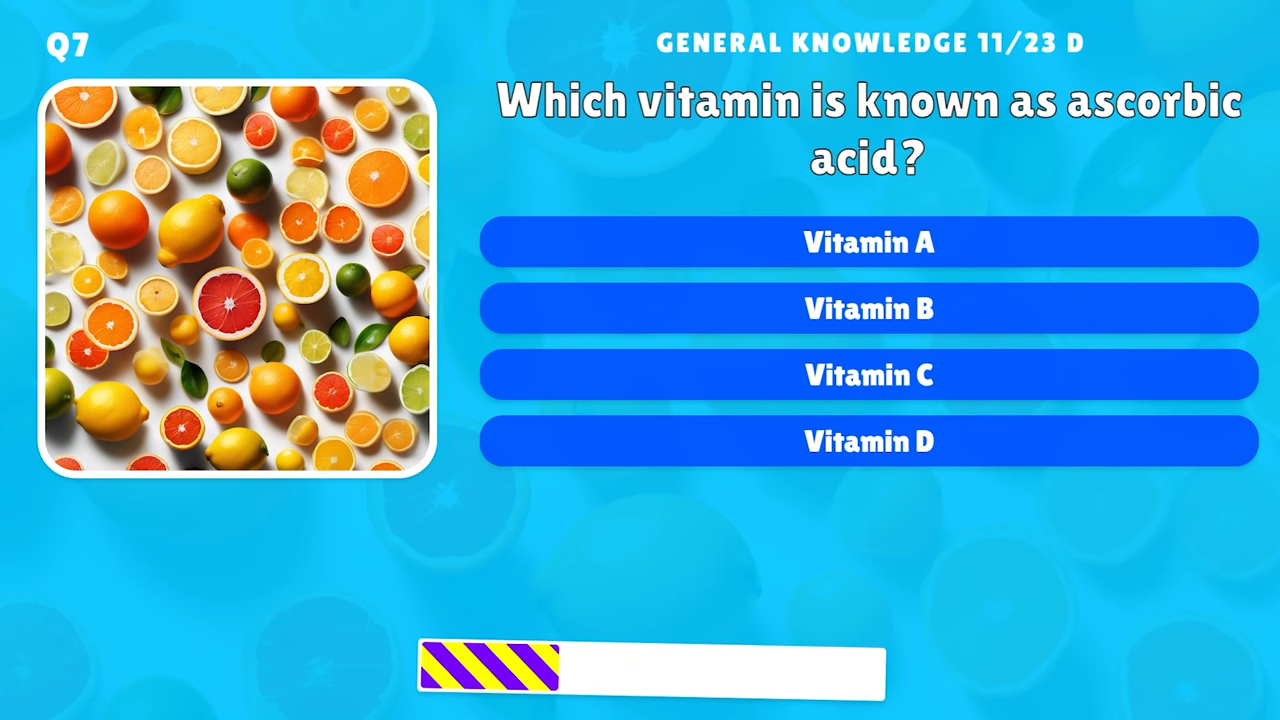 Q7
GENERAL KNOWLEDGE 11/23 D
Which vitamin is known as ascorbic
acid?
Vitamin A
Vitamin B
Vitamin C
Vitamin D